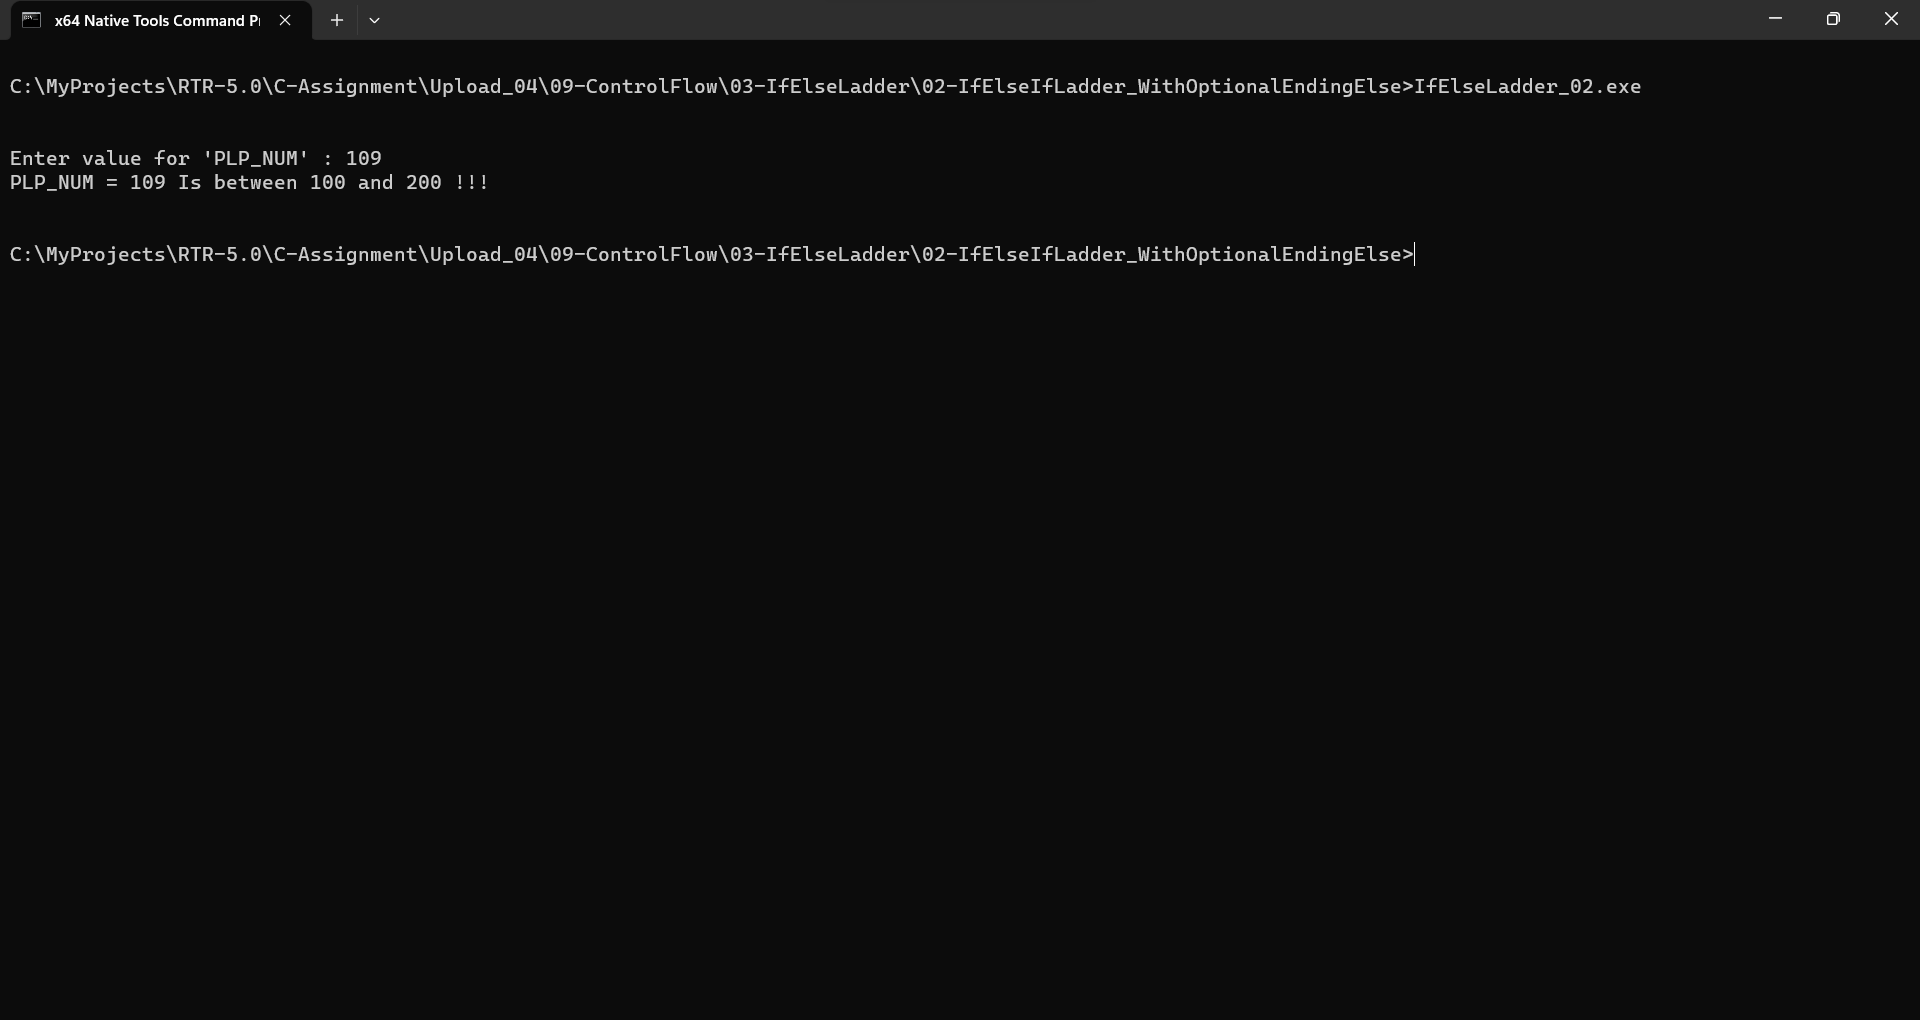 x64 Native Tools Command P
C:\MyProjects\RTR-5.0\C-Assignment\Upload_04\09-ControlFlow\03-IfElseLadder\02-IfElseIfLadder_WithOptionalEndingElse>IfElseLadder_02.exe
Enter value for 'PLP_NUM' : 109
PLP_NUM = 109 Is between 100 and 200 !!!
C:\MyProjects\RTR-5.0\C-Assignment\Upload_04\09-ControlFlow\03-IfElseLadder\02-IfElseIfLadder_WithOptionalEndingElse>